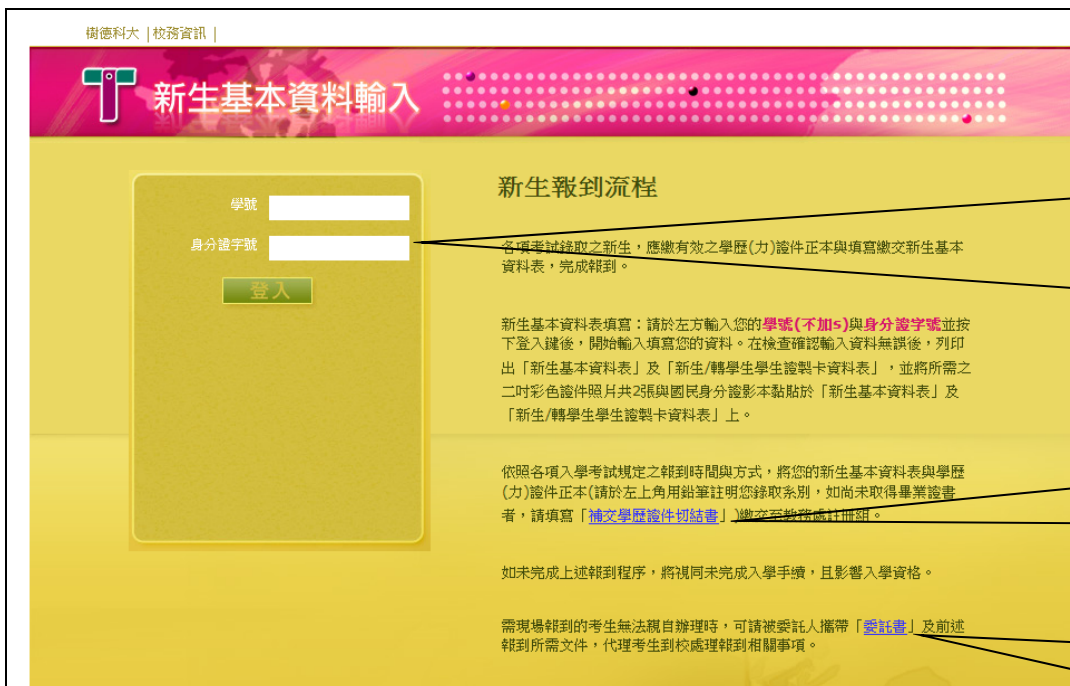 樹德科大 | 校務資訊 |
新生基本資料輸入
學號
身分證字號
登入
新生報到流程
各項考試錄取之新生，應繳有效之學歷(力)證件正本與填寫繳交新生基本
資料表，完成報到。
新生基本資料表填寫：請於左方輸入您的學號(不加s)與身分證字號並按
下登入鍵後，開始輸入填寫您的資料。在檢查確認輸入資料無誤後，列印
出「新生基本資料表」及「新生/轉學生學生證製卡資料表」，並將所需之
二吋彩色證件照片共2張與國民身分證影本黏貼於「新生基本資料表」及
「新生/轉學生學生證製卡資料表」上。
依照各項入學考試規定之報到時間與方式，將您的新生基本資料表與學歷
(力)證件正本(請於左上角用鉛筆註明您錄取系別，如尚未取得畢業證書
者，請填寫「補交學歷證件切結書」)繳交至教務處註冊組。
如未完成上述報到程序，將視同未完成入學手續，且影響入學資格。
需現場報到的考生無法親自辦理時，可請被委託人攜帶「委託書」及前述
報到所需文件，代理考生到校處理報到相關事項。